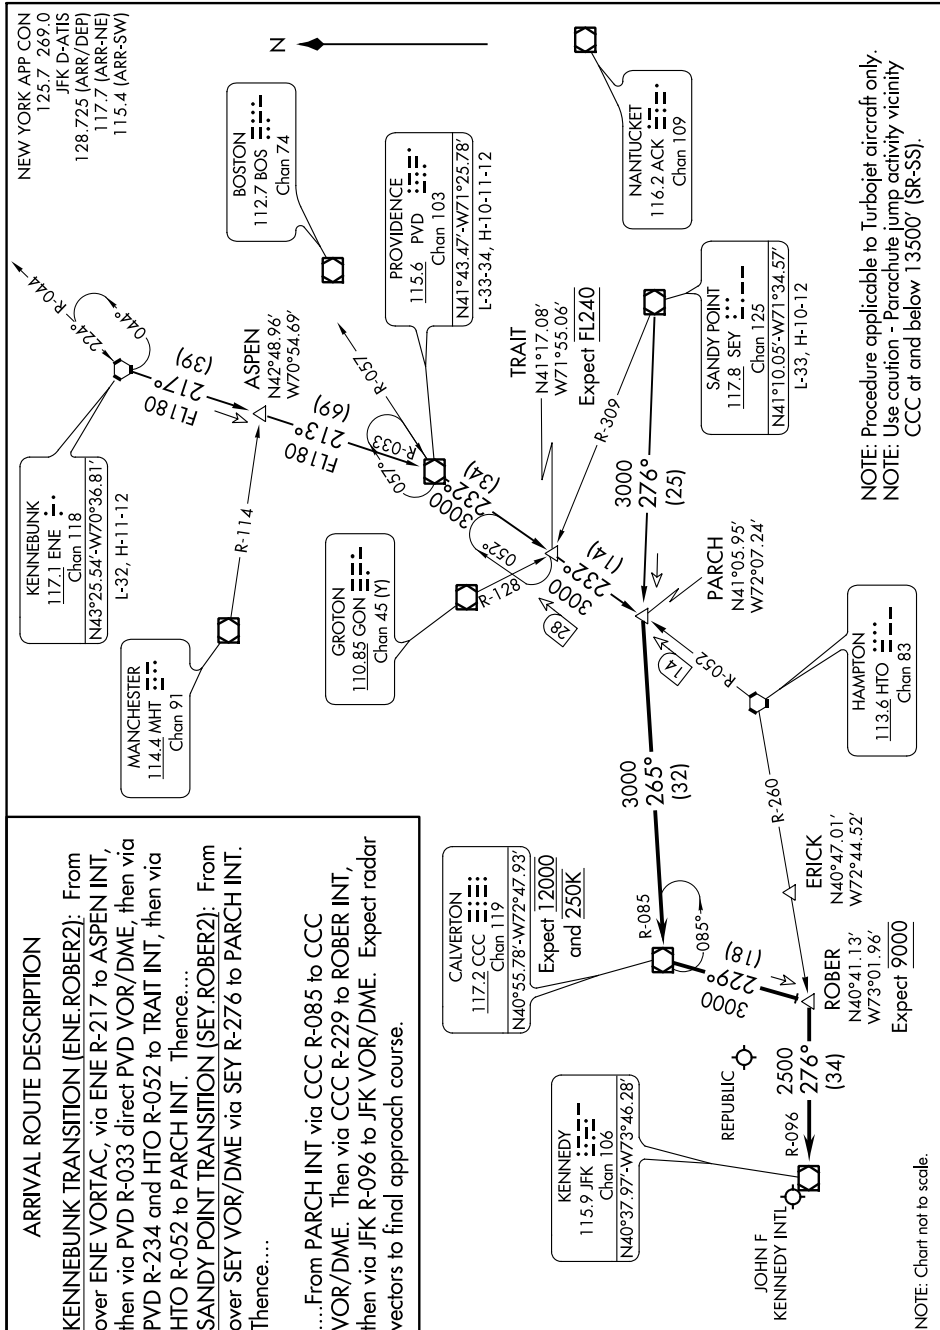 NEW YORK APP CON
125.7 269.0
JFK D-ATIS
128.725 (ARR/DEP)
117.7 (ARR-NE)
115.4 (ARR-SW)
N
ARRIVAL ROUTE DESCRIPTION
KENNEBUNK TRANSITION (ENE.ROBER2): From
over ENE VORTAC, via ENE R-217 to ASPEN INT,
then via PVD R-033 direct PVD VOR/DME, then via
PVD R-234 and HTO R-052 to TRAIT INT, then via
HTO R-052 to PARCH INT. Thence....
SANDY POINT TRANSITION (SEY.ROBER2): From
over SEY VOR/DME via SEY R-276 to PARCH INT.
Thence....
....From PARCH INT via CCC R-085 to CCC
VOR/DME. Then via CCC R-229 to ROBER INT,
then via JFK R-096 to JFK VOR/DME. Expect radar
vectors to final approach course.
KENNEBUNK
117.1 ENE
Chan 118
N43°25.54'-W70°36.81'
L-32, H-11-12
R-044
224°
044°
FL180
217°
(39)
MANCHESTER
114.4 MHT
Chan 91
R-114
ASPEN
N42°48.96'
W70°54.69'
BOSTON
112.7 BOS
Chan 74
FL180
213°
(69)
R-033
R-057
057°
PROVIDENCE
115.6 PVD
Chan 103
N41°43.47'-W71°25.78'
L-33-34, H-10-11-12
3000
232°
(34)
GROTON
110.85 GON
Chan 45 (Y)
R-128
052°
TRAIT
N41°17.08'
W71°55.06'
Expect FL240
3000
232°
(14)
28
14
R-309
NANTUCKET
116.2 ACK
Chan 109
SANDY POINT
117.8 SEY
Chan 125
N41°10.05'-W71°34.57'
L-33, H-10-12
3000
276°
(25)
PARCH
N41°05.95'
W72°07.24'
R-052
HAMPTON
113.6 HTO
Chan 83
3000
265°
(32)
CALVERTON
117.2 CCC
Chan 119
N40°55.78'-W72°47.93'
Expect 12000
and 250K
R-085
085°
3000
229°
(18)
R-260
ERICK
N40°47.01'
W72°44.52'
ROBER
N40°41.13'
W73°01.96'
Expect 9000
2500
276°
(34)
R-096
REPUBLIC
KENNEDY
115.9 JFK
Chan 106
N40°37.97'-W73°46.28'
JOHN F
KENNEDY INTL
NOTE: Procedure applicable to Turbojet aircraft only.
NOTE: Use caution - Parachute jump activity vicinity
CCC at and below 13500' (SR-SS).
NOTE: Chart not to scale.